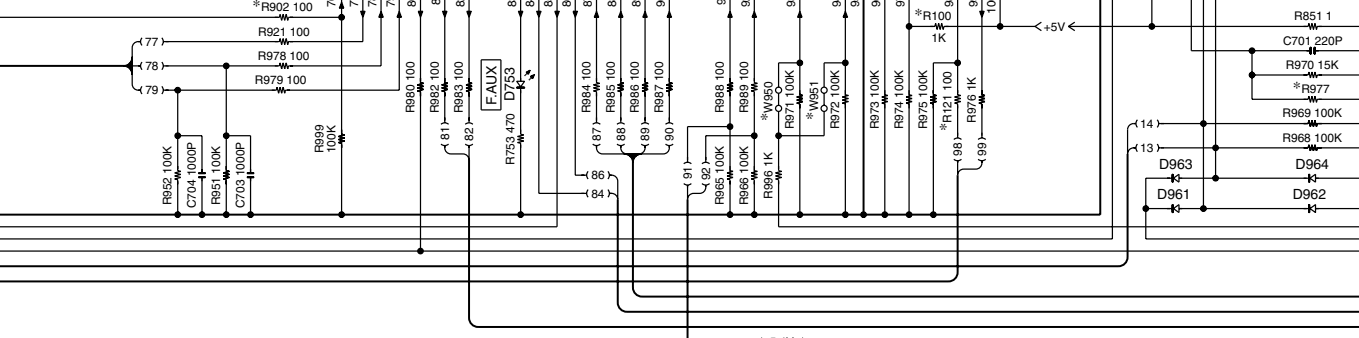 *R902 100
R921 100
R978 100
R979 100
77
78
79
R952 100K
C704 1000P
R951 100K
C703 1000P
R999
100K
R980 100
R982 100
R983 100
81
82
F.AUX
D753
R753 470
R984 100
R985 100
R986 100
R987 100
87
88
89
90
86
84
R988 100
R989 100
91
92
R965 100K
R966 100K
R996 1K
*W950
R971 100K
*W951
R972 100K
R973 100K
R974 100K
R975 100K
*R100
1K
*R121 100
R976 1K
98
99
+5V
R851 1
C701 220P
R970 15K
*R977
R969 100K
R968 100K
14
13
D963
D964
D961
D962